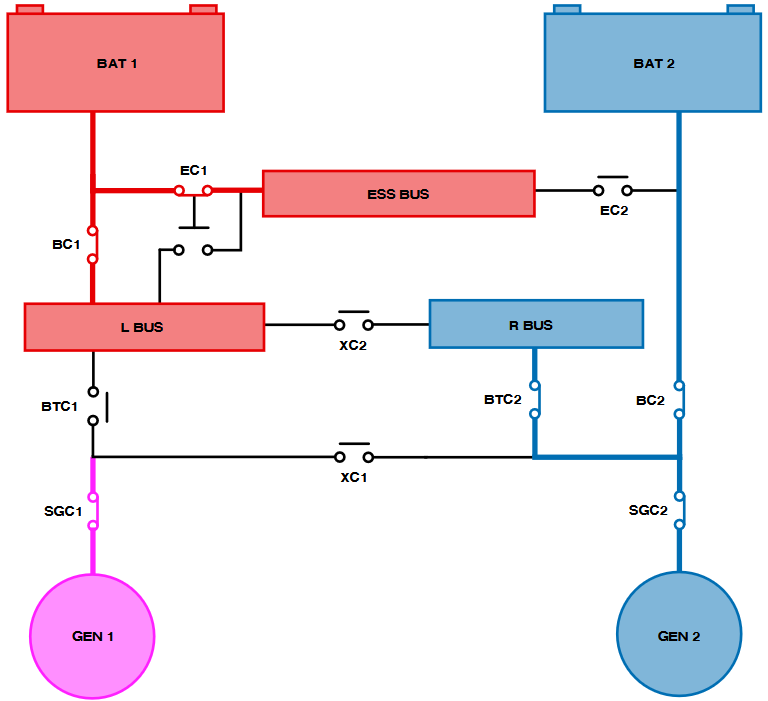 BAT 1
BAT 2
EC1
ESS BUS
EC2
BC1
L BUS
R BUS
XC2
BTC1
BTC2
BC2
XC1
SGC1
SGC2
GEN 1
GEN 2